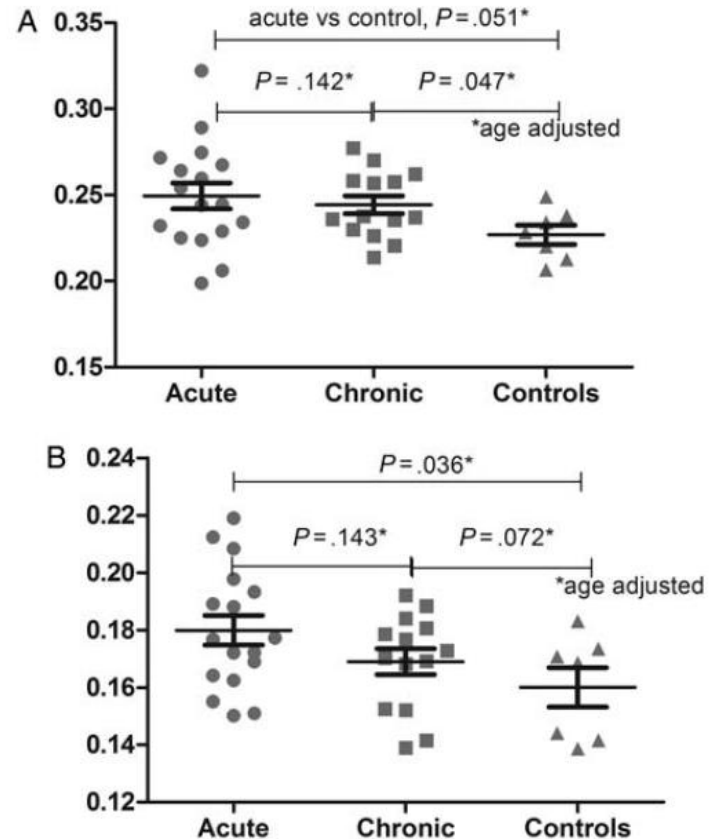 A
0.35
acute vs control, P=.051*
P= .142*
P= .047*
0.30
*age adjusted
0.25
0.20
0.15
Acute
Chronic
Controls
B
0.24
P=.036*
0.22
P=.143*
P=.072*
0.20
*age adjusted
0.18
0.16
0.14
0.12
Acute
Chronic
Controls